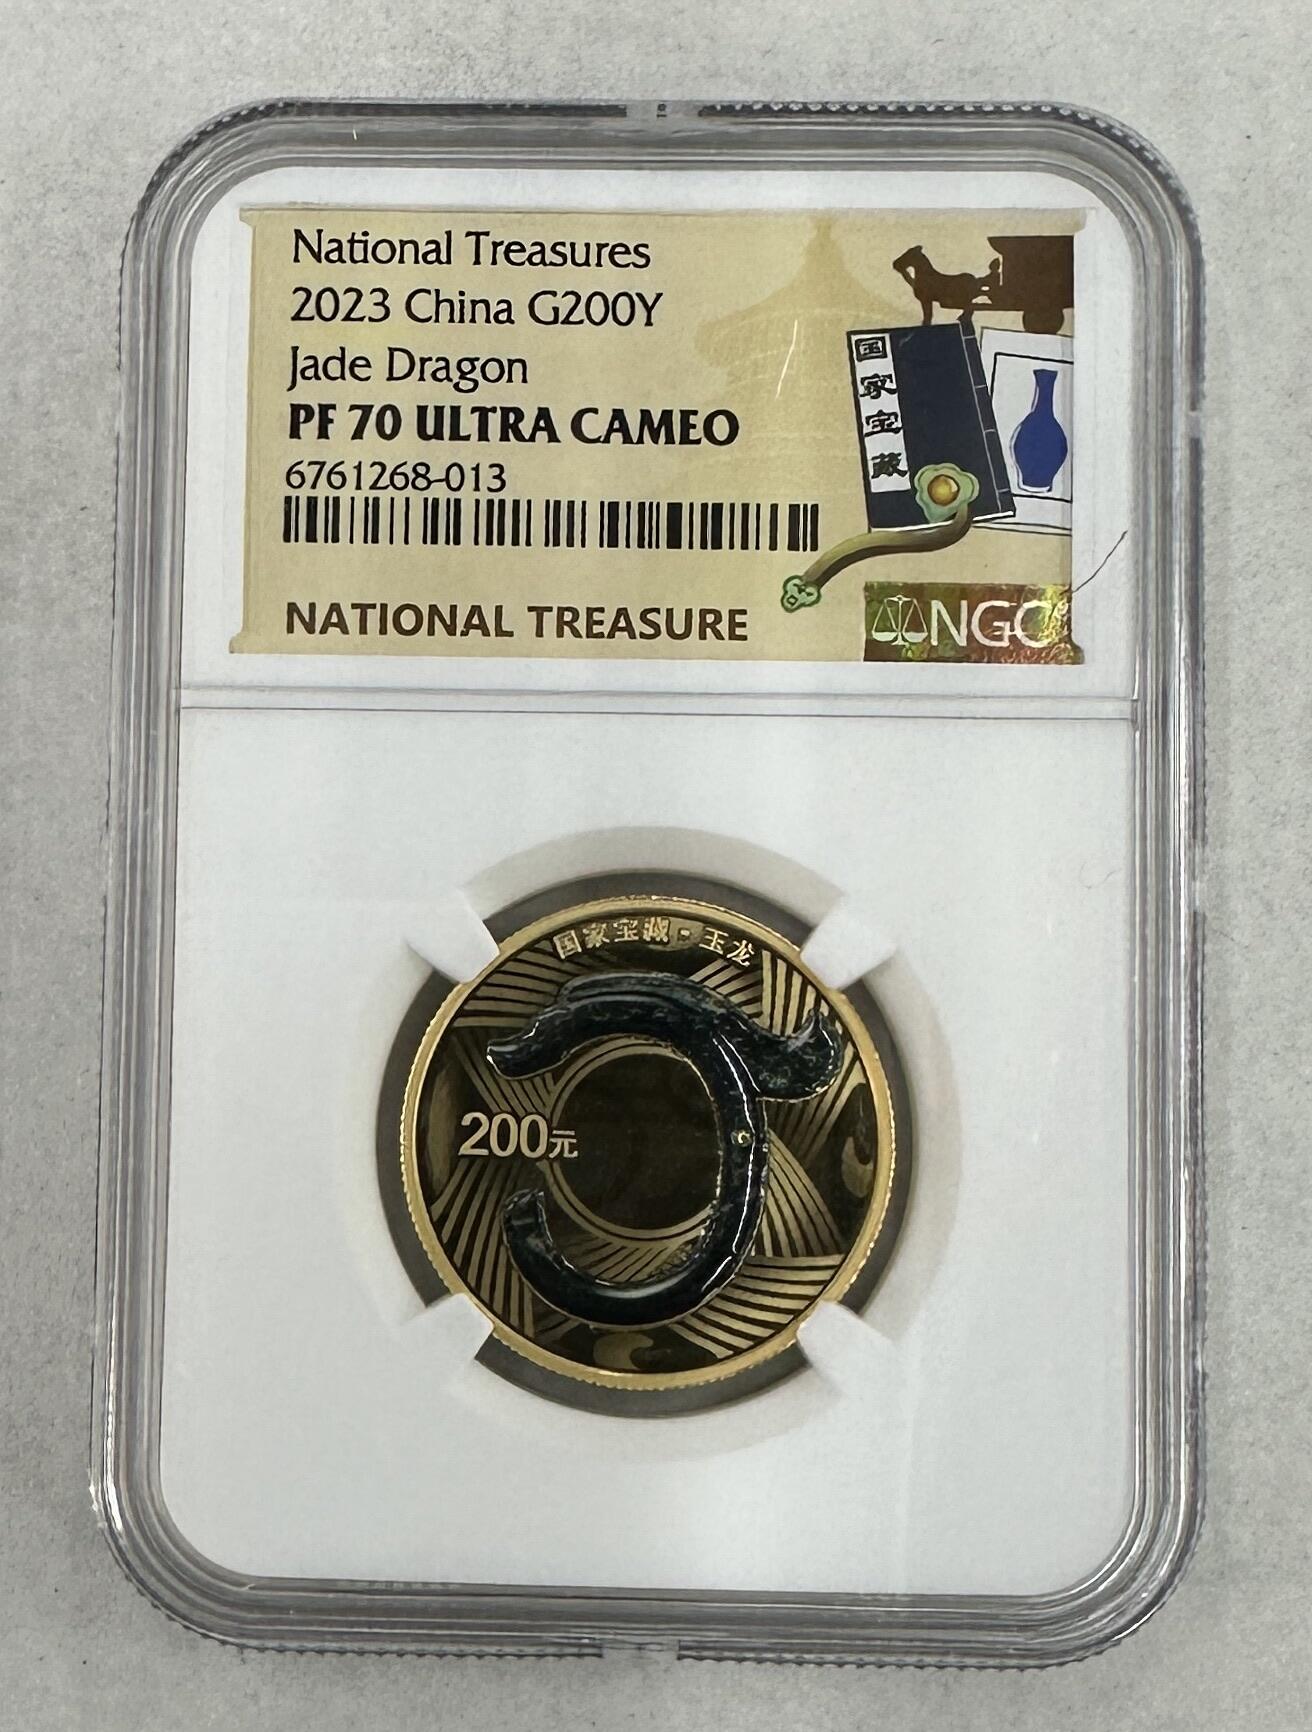 National Treasures
2023 China G200Y
Jade Dragon
PF 70 ULTRA CAMEO
6761268-013
NATIONAL TREASURE
国
家
宝
藏
NGC
国家宝藏·玉龙
200元